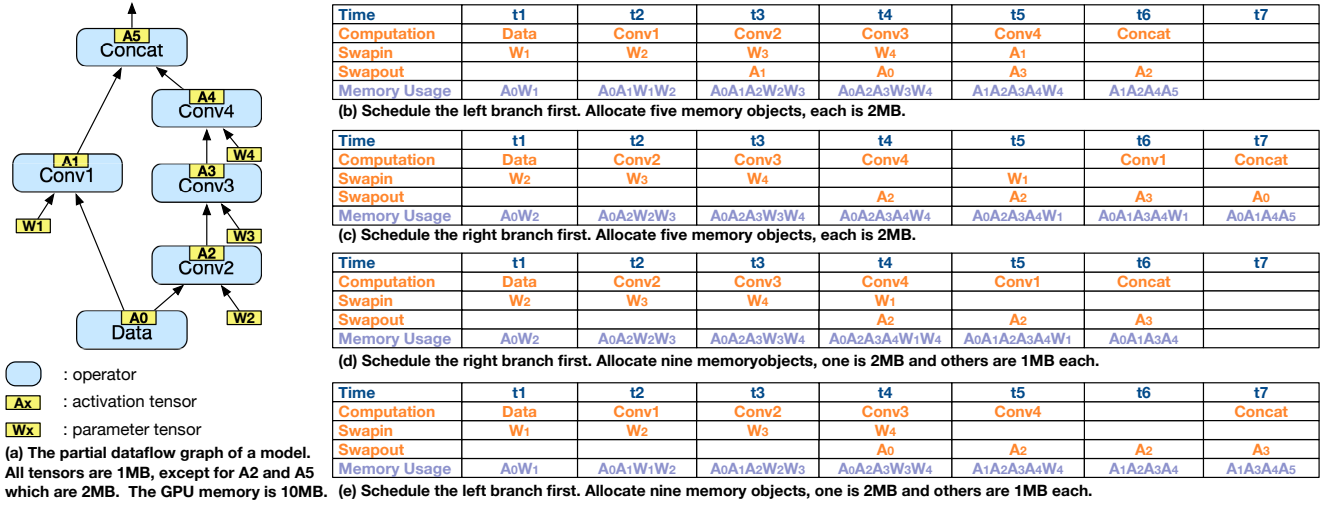 A5
Concat
A4
Conv4
W4
A1
Conv1
A3
Conv3
W1
W3
A2
Conv2
A0
Data
W2
: operator
Ax : activation tensor
Wx : parameter tensor
(a) The partial dataflow graph of a model.
All tensors are 1MB, except for A2 and A5
which are 2MB. The GPU memory is 10MB.
Time t1 t2 t3 t4 t5 t6 t7
Computation Data Conv1 Conv2 Conv3 Conv4 Concat
Swapin W1 W2 W3 W4 A1
Swapout A1 A0 A3 A2
Memory Usage A0W1 A0A1W1W2 A0A1A2W2W3 A0A2A3W3W4 A1A2A3A4W4 A1A2A4A5
(b) Schedule the left branch first. Allocate five memory objects, each is 2MB.
Time t1 t2 t3 t4 t5 t6 t7
Computation Data Conv2 Conv3 Conv4 Conv1 Concat
Swapin W2 W3 W4 W1
Swapout A2 A2 A3 A0
Memory Usage A0W2 A0A2W2W3 A0A2A3W3W4 A0A2A3A4W4 A0A2A3A4W1 A0A1A3A4W1 A0A1A4A5
(c) Schedule the right branch first. Allocate five memory objects, each is 2MB.
Time t1 t2 t3 t4 t5 t6 t7
Computation Data Conv2 Conv3 Conv4 Conv1 Concat
Swapin W2 W3 W4 W1
Swapout A2 A2 A3
Memory Usage A0W2 A0A2W2W3 A0A2A3W3W4 A0A2A3A4W1W4 A0A1A2A3A4W1 A0A1A3A4
(d) Schedule the right branch first. Allocate nine memoryobjects, one is 2MB and others are 1MB each.
Time t1 t2 t3 t4 t5 t6 t7
Computation Data Conv1 Conv2 Conv3 Conv4 Concat
Swapin W1 W2 W3 W4
Swapout A0 A2 A2 A3
Memory Usage A0W1 A0A1W1W2 A0A1A2W2W3 A0A2A3W3W4 A1A2A3A4W4 A1A2A3A4 A1A3A4A5
(e) Schedule the left branch first. Allocate nine memory objects, one is 2MB and others are 1MB each.